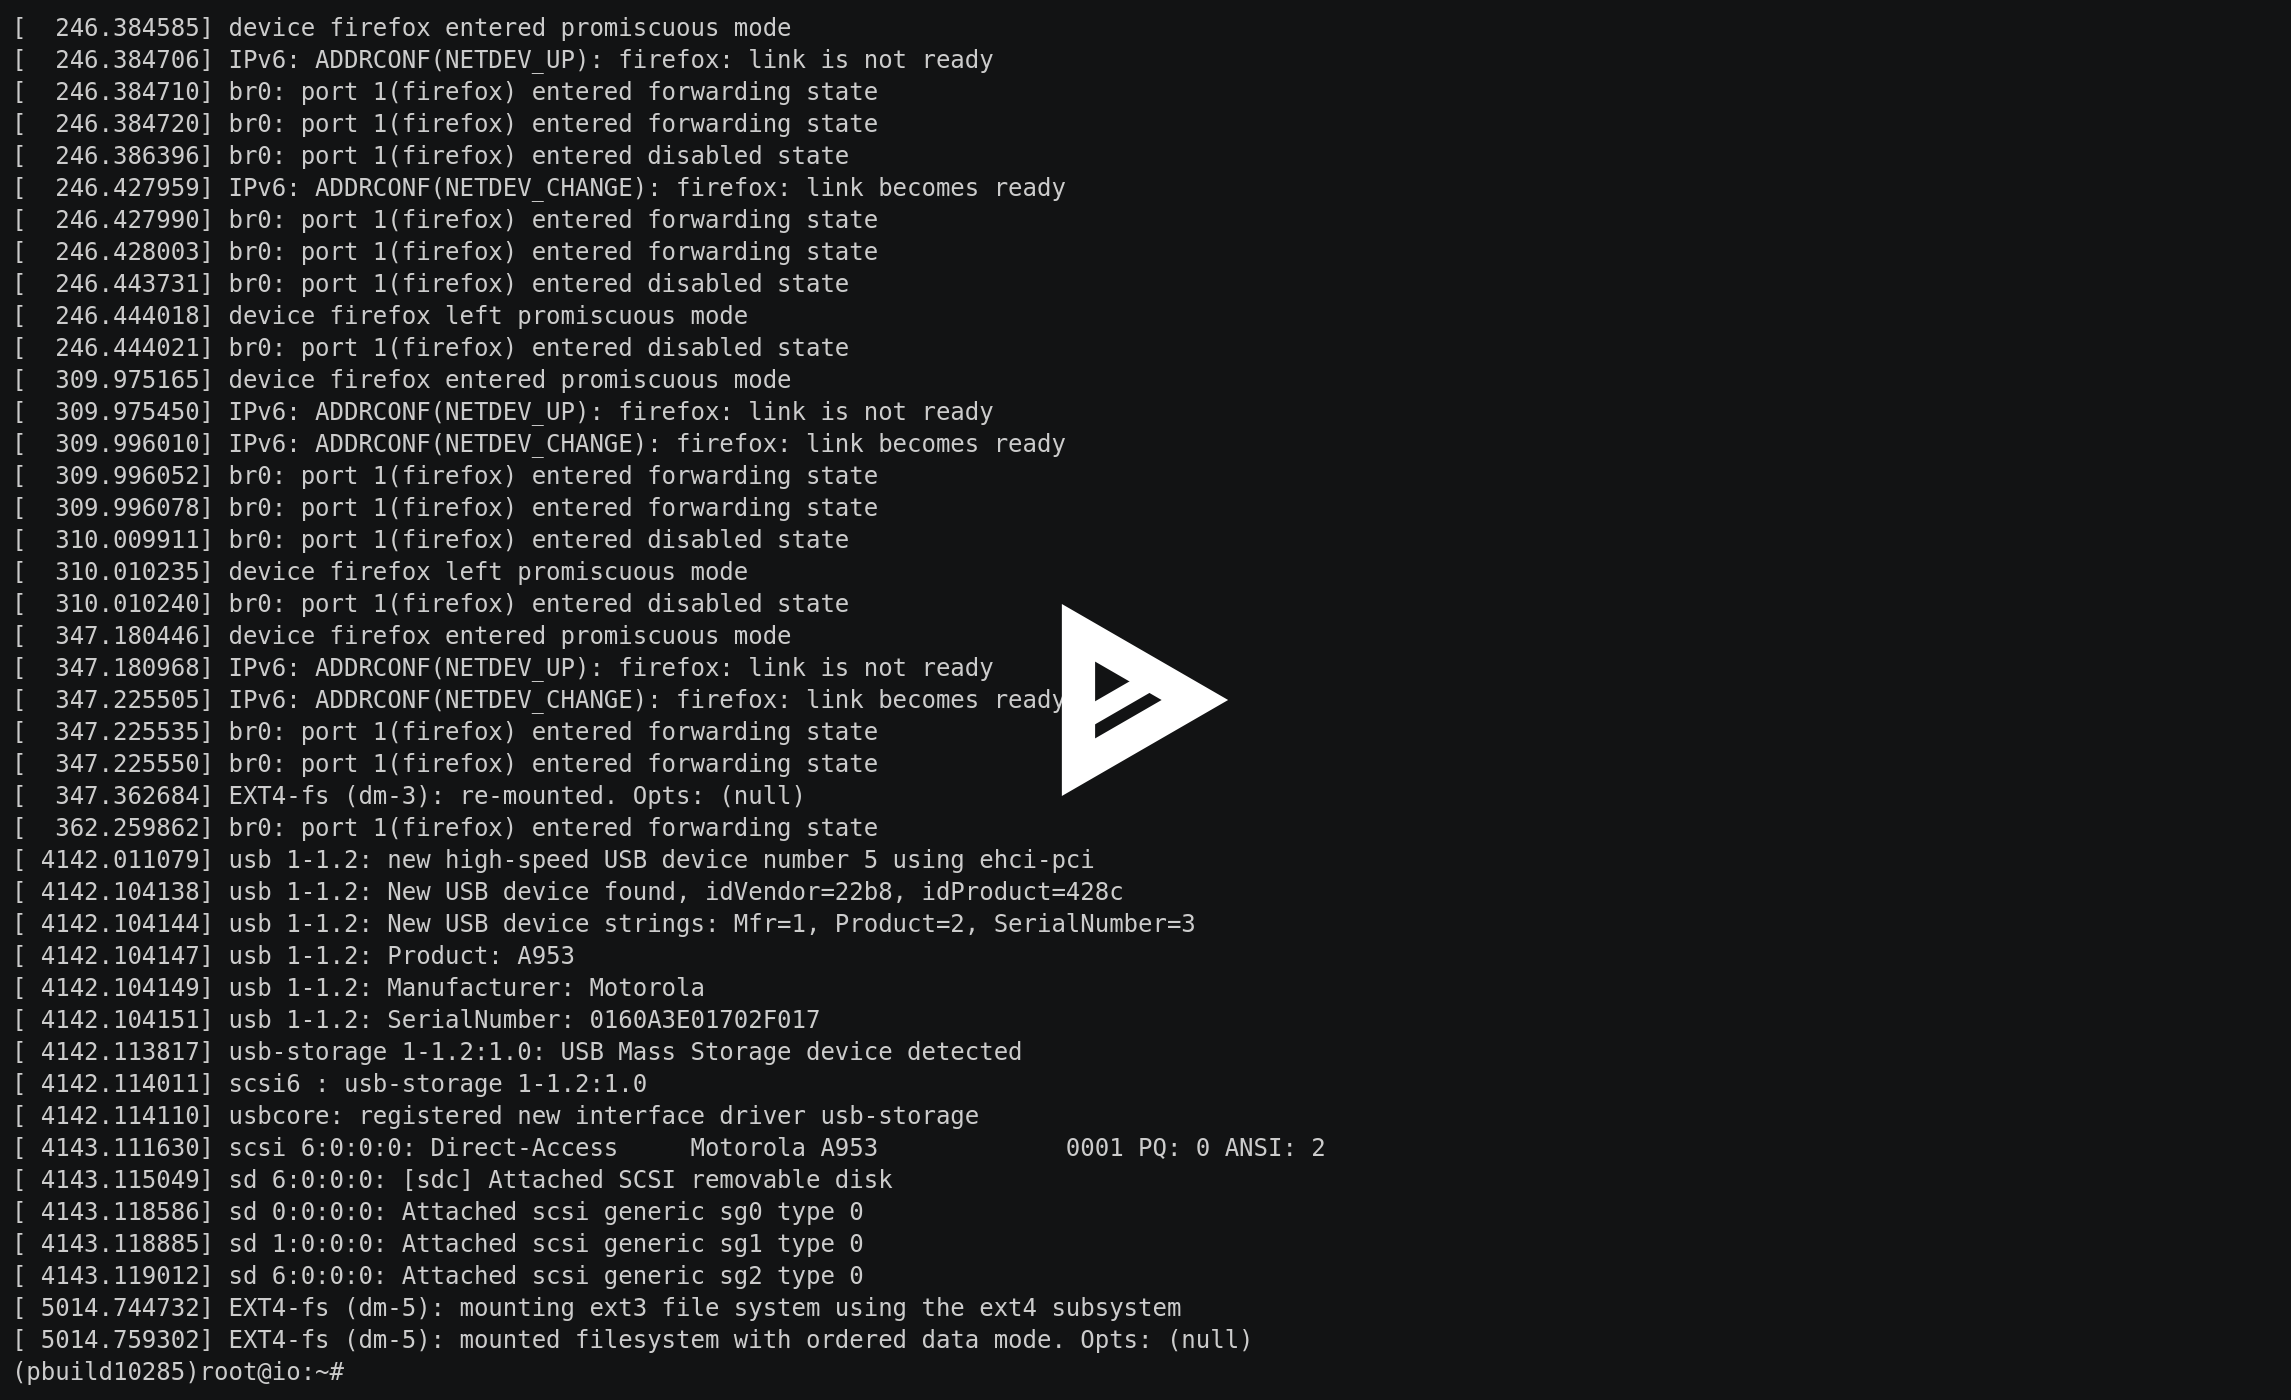 [  246.384585] device firefox entered promiscuous mode
[  246.384706] IPv6: ADDRCONF(NETDEV_UP): firefox: link is not ready
[  246.384710] br0: port 1(firefox) entered forwarding state
[  246.384720] br0: port 1(firefox) entered forwarding state
[  246.386396] br0: port 1(firefox) entered disabled state
[  246.427959] IPv6: ADDRCONF(NETDEV_CHANGE): firefox: link becomes ready
[  246.427990] br0: port 1(firefox) entered forwarding state
[  246.428003] br0: port 1(firefox) entered forwarding state
[  246.443731] br0: port 1(firefox) entered disabled state
[  246.444018] device firefox left promiscuous mode
[  246.444021] br0: port 1(firefox) entered disabled state
[  309.975165] device firefox entered promiscuous mode
[  309.975450] IPv6: ADDRCONF(NETDEV_UP): firefox: link is not ready
[  309.996010] IPv6: ADDRCONF(NETDEV_CHANGE): firefox: link becomes ready
[  309.996052] br0: port 1(firefox) entered forwarding state
[  309.996078] br0: port 1(firefox) entered forwarding state
[  310.009911] br0: port 1(firefox) entered disabled state
[  310.010235] device firefox left promiscuous mode
[  310.010240] br0: port 1(firefox) entered disabled state
[  347.180446] device firefox entered promiscuous mode
[  347.180968] IPv6: ADDRCONF(NETDEV_UP): firefox: link is not ready
[  347.225505] IPv6: ADDRCONF(NETDEV_CHANGE): firefox: link becomes ready
[  347.225535] br0: port 1(firefox) entered forwarding state
[  347.225550] br0: port 1(firefox) entered forwarding state
[  347.362684] EXT4-fs (dm-3): re-mounted. Opts: (null)
[  362.259862] br0: port 1(firefox) entered forwarding state
[ 4142.011079] usb 1-1.2: new high-speed USB device number 5 using ehci-pci
[ 4142.104138] usb 1-1.2: New USB device found, idVendor=22b8, idProduct=428c
[ 4142.104144] usb 1-1.2: New USB device strings: Mfr=1, Product=2, SerialNumber=3
[ 4142.104147] usb 1-1.2: Product: A953
[ 4142.104149] usb 1-1.2: Manufacturer: Motorola
[ 4142.104151] usb 1-1.2: SerialNumber: 0160A3E01702F017
[ 4142.113817] usb-storage 1-1.2:1.0: USB Mass Storage device detected
[ 4142.114011] scsi6 : usb-storage 1-1.2:1.0
[ 4142.114110] usbcore: registered new interface driver usb-storage
[ 4143.111630] scsi 6:0:0:0: Direct-Access     Motorola A953             0001 PQ: 0 ANSI: 2
[ 4143.115049] sd 6:0:0:0: [sdc] Attached SCSI removable disk
[ 4143.118586] sd 0:0:0:0: Attached scsi generic sg0 type 0
[ 4143.118885] sd 1:0:0:0: Attached scsi generic sg1 type 0
[ 4143.119012] sd 6:0:0:0: Attached scsi generic sg2 type 0
[ 5014.744732] EXT4-fs (dm-5): mounting ext3 file system using the ext4 subsystem
[ 5014.759302] EXT4-fs (dm-5): mounted filesystem with ordered data mode. Opts: (null)
(pbuild10285)root@io:~#